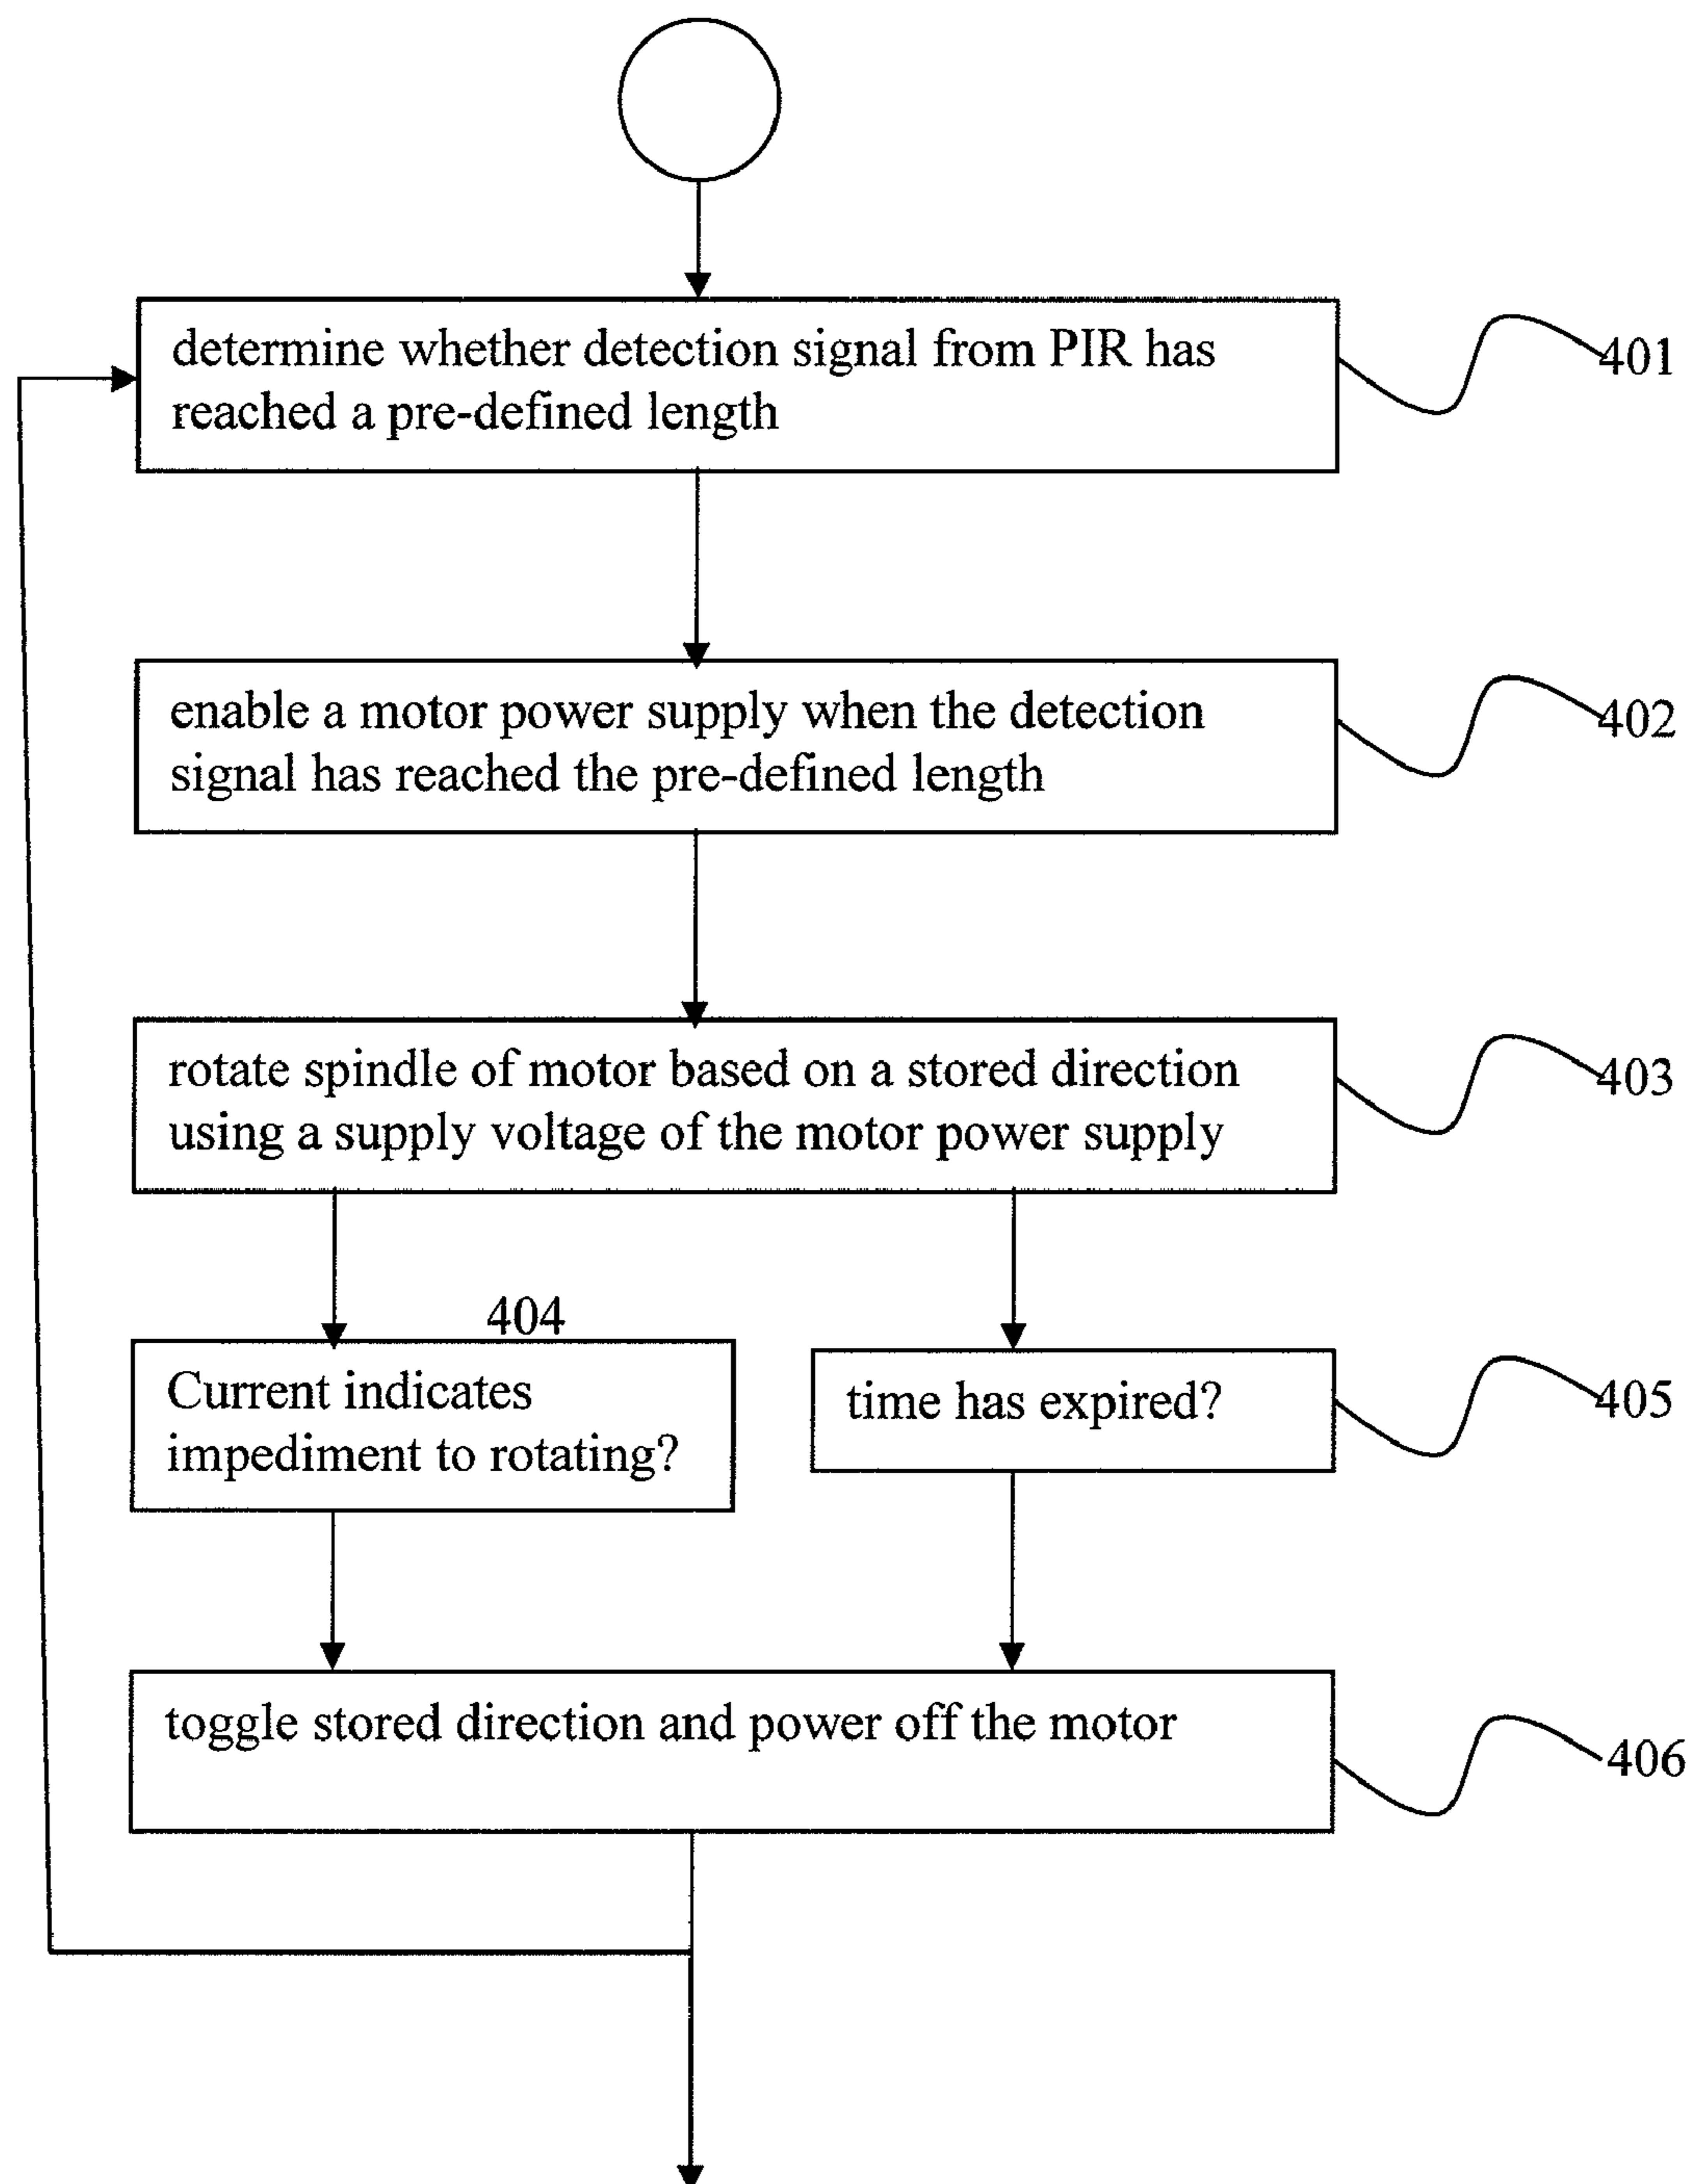 determine whether detection signal from PIR has
reached a pre-defined length
401
enable a motor power supply when the detection
signal has reached the pre-defined length
402
rotate spindle of motor based on a stored direction
using a supply voltage of the motor power supply
403
404
Current indicates
impediment to rotating?
time has expired?
405
toggle stored direction and power off the motor
406